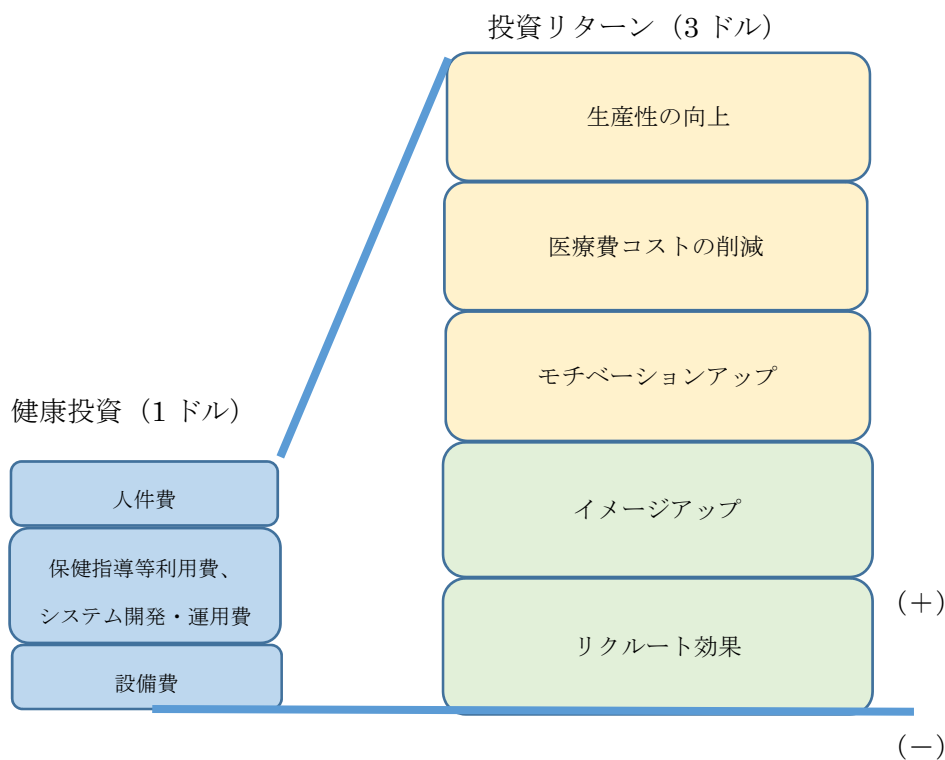 投資リターン（3 ドル）
生産性の向上
医療費コストの削減
モチベーションアップ
健康投資（1 ドル）
イメージアップ
人件費
保健指導等利用費、
システム開発・運用費
（＋）
リクルート効果
設備費
（－）